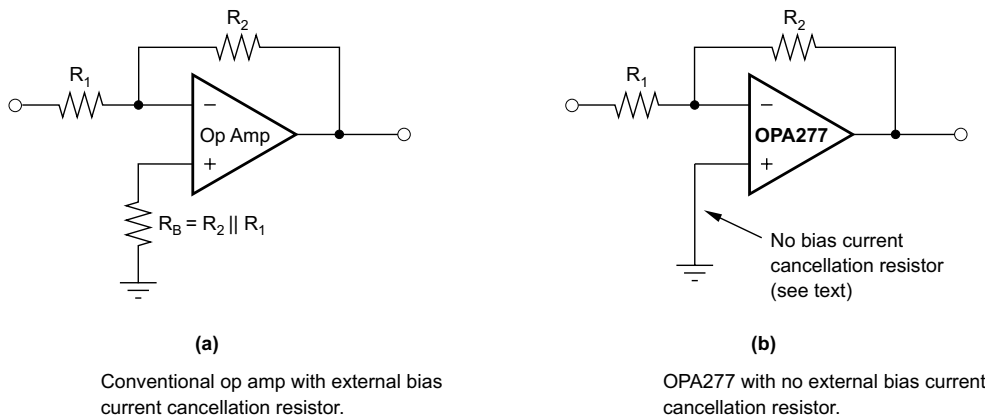 R2
R1
−
Op Amp
+
RB = R2 || R1
(a)
Conventional op amp with external bias
current cancellation resistor.
R2
R1
−
OPA277
+
No bias current
cancellation resistor
(see text)
(b)
OPA277 with no external bias current
cancellation resistor.